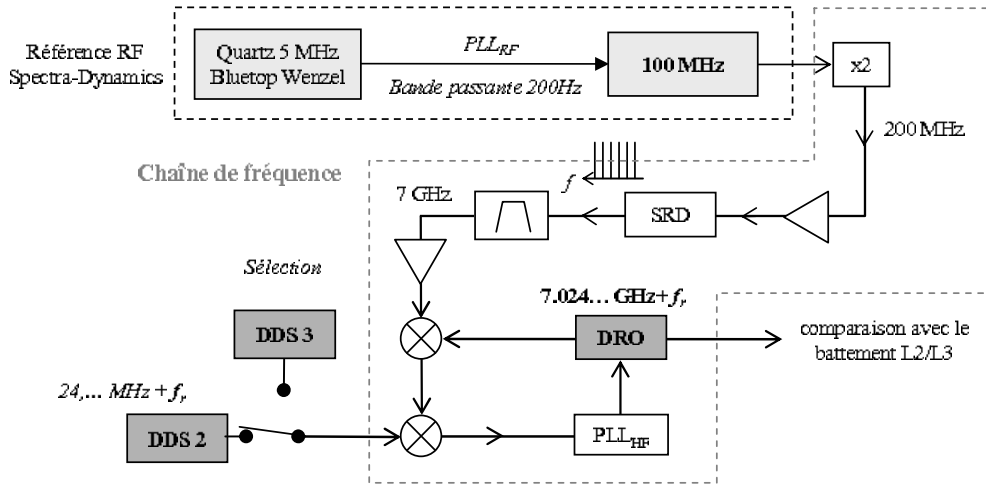 Référence RF
Spectra-Dynamics
Quartz 5 MHz
Bluetop Wenzel
PLL_RF
Bande passante 200Hz
100 MHz
x2
200 MHz
Chaîne de fréquence
f
7 GHz
SRD
Sélection
7.024... GHz+ f_r
DDS 3
DRO
comparaison avec le
battement L2/L3
24,... MHz + f_r
DDS 2
PLL_HF